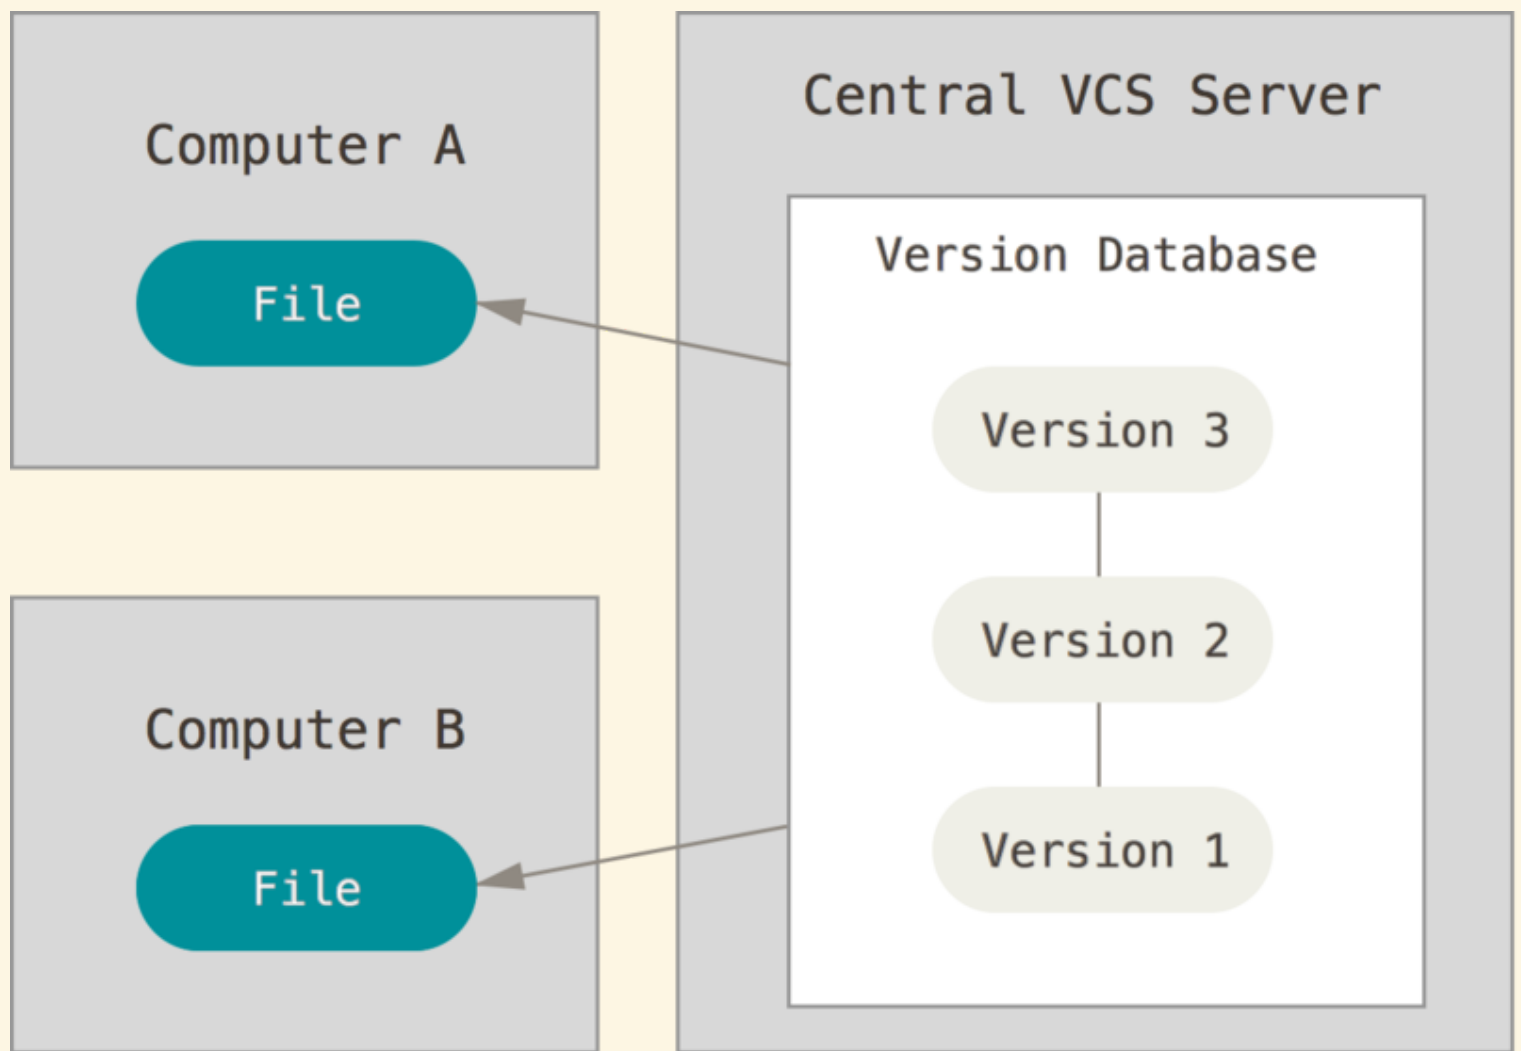 Computer A
File
Computer B
File
Central VCS Server
Version Database
Version 3
Version 2
Version 1